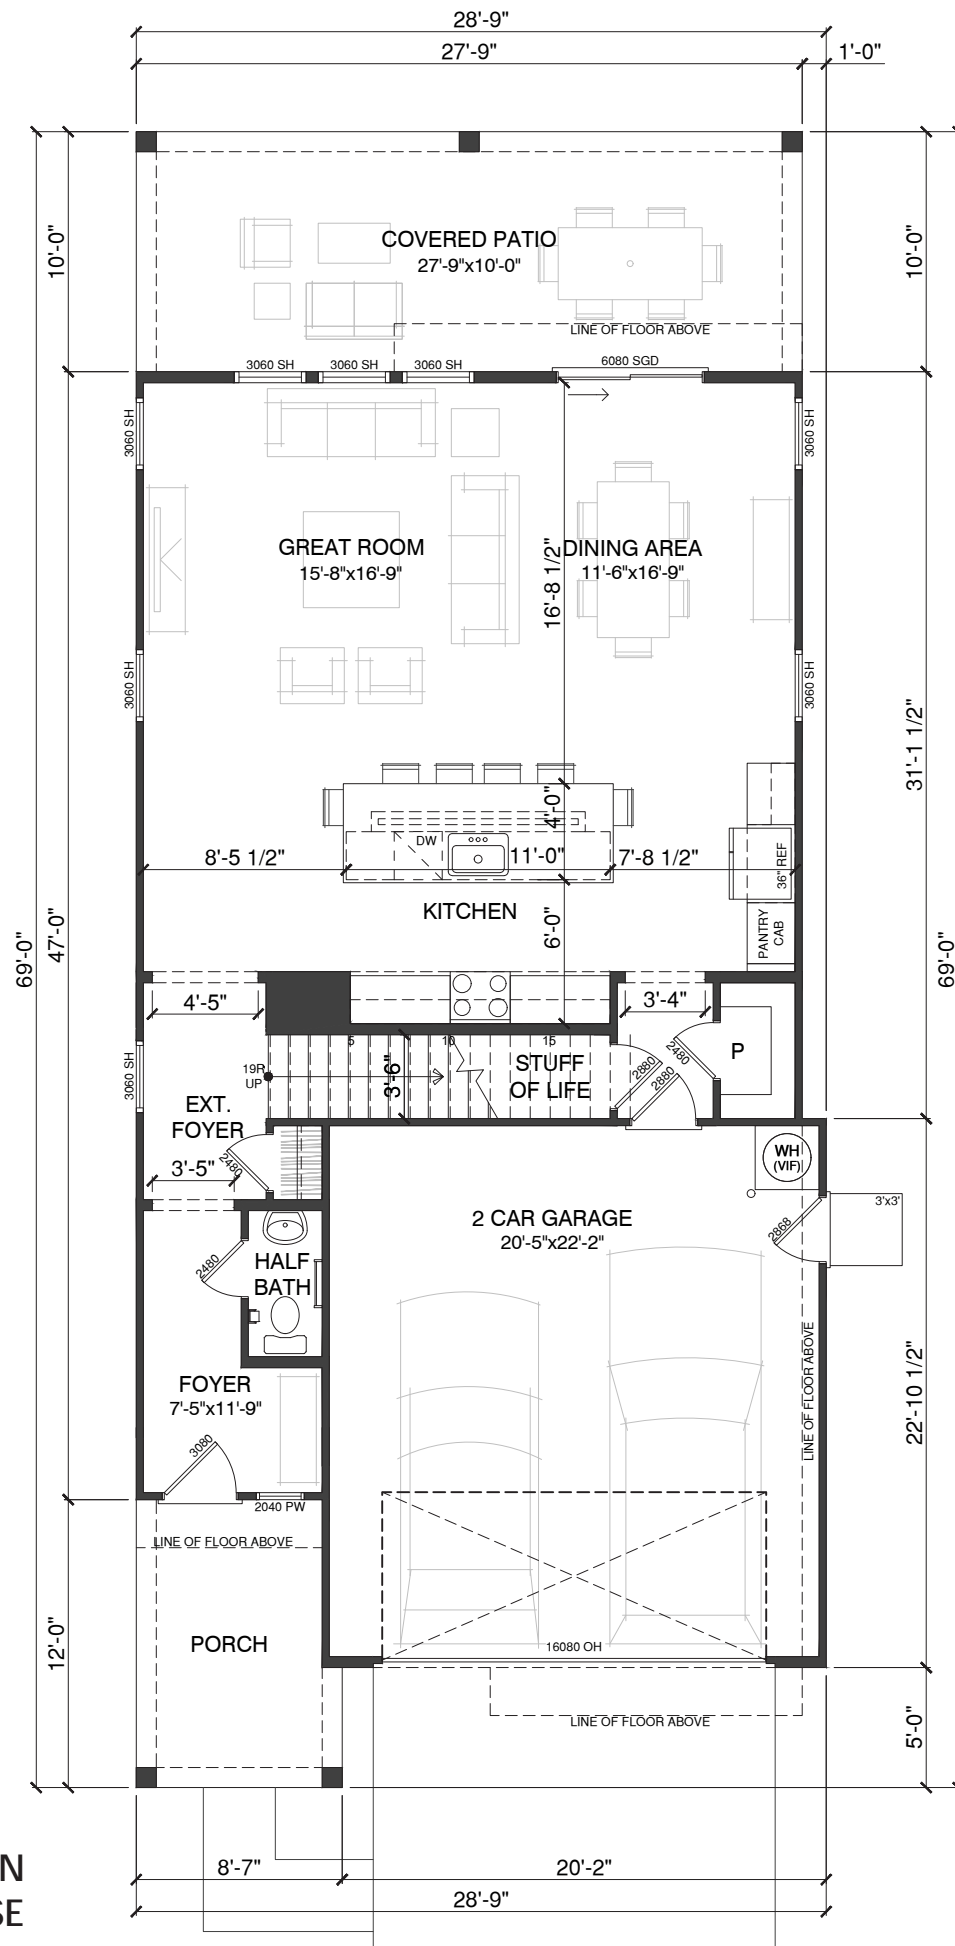 28'-9"
27'-9"
1'-0"
10'-0"
10'-0"
COVERED PATIO
27'-9"x10'-0"
LINE OF FLOOR ABOVE
3060 SH
3060 SH
3060 SH
6080 SGD
3060 SH
3060 SH
GREAT ROOM
15'-8"x16'-9"
16'-8 1/2"
DINING AREA
11'-6"x16'-9"
3060 SH
3060 SH
31'-1 1/2"
4'-0"
DW
8'-5 1/2"
11'-0"
7'-8 1/2"
36" REF
KITCHEN
6'-0"
PANTRY
CAB
69'-0"
47'-0"
69'-0"
4'-5"
3'-4"
3060 SH
19R
UP
5
10
15
3'-6"
STUFF
OF LIFE
2880
2880
2480
P
EXT.
FOYER
2480
3'-5"
WH
(VIF)
3'x3'
2868
2 CAR GARAGE
20'-5"x22'-2"
2480
HALF
BATH
LINE OF FLOOR ABOVE
22'-10 1/2"
FOYER
7'-5"x11'-9"
3080
2040 PW
LINE OF FLOOR ABOVE
12'-0"
PORCH
16080 OH
LINE OF FLOOR ABOVE
5'-0"
8'-7"
20'-2"
28'-9"
N
SE